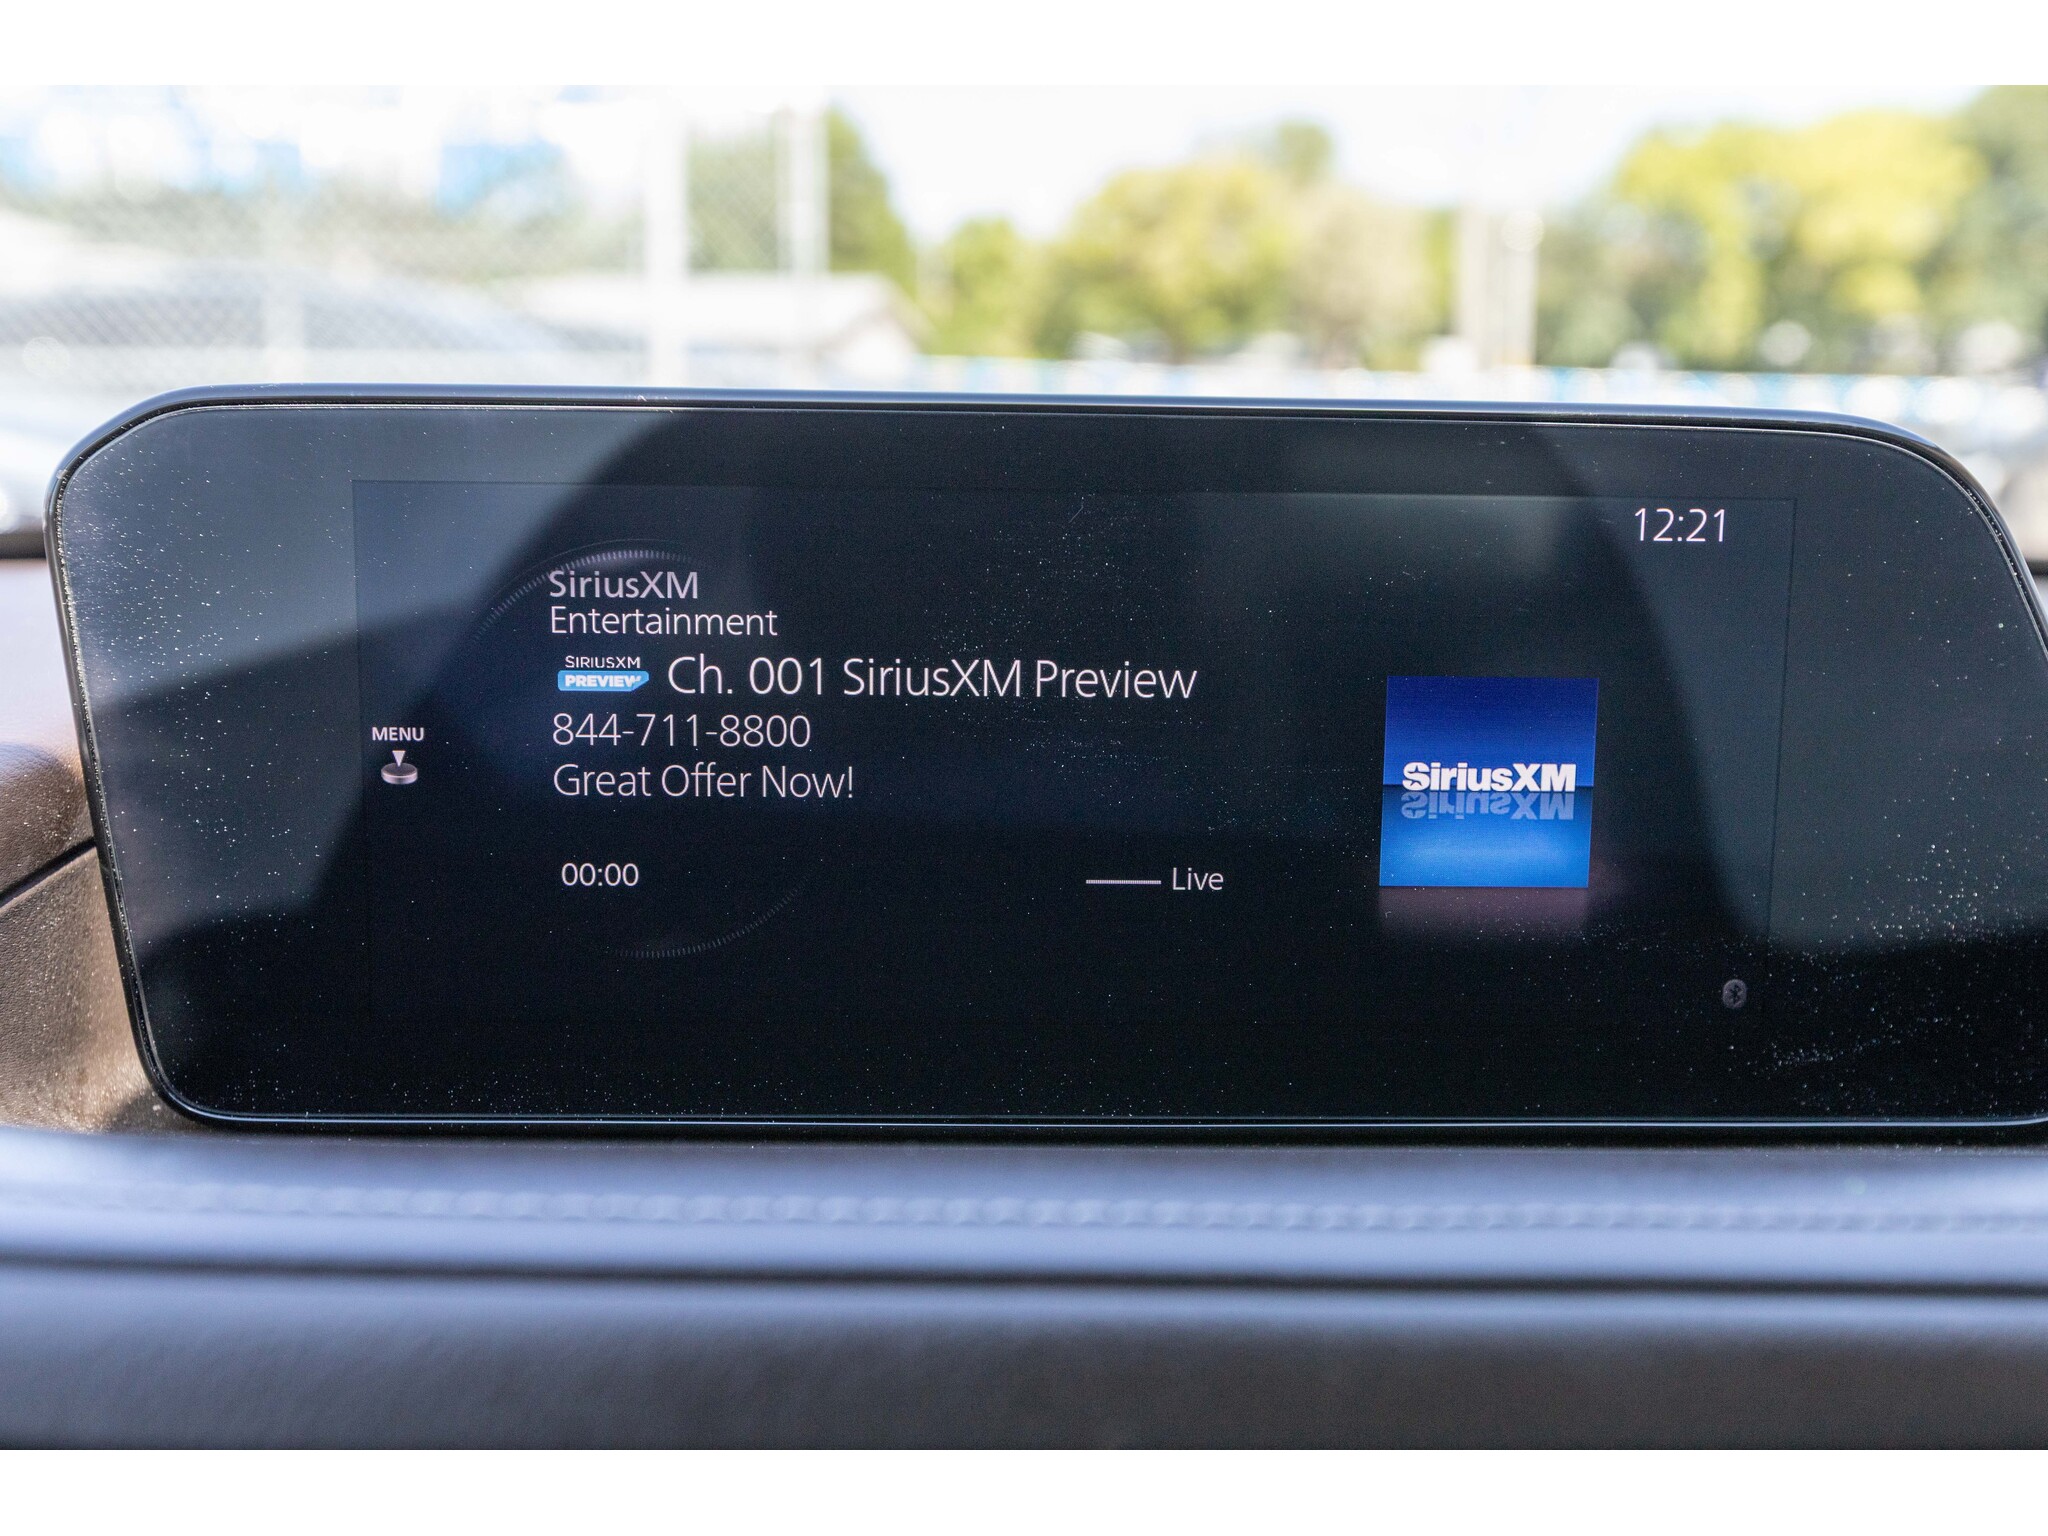 12:21
SiriusXM
Entertainment
SIRIUSXM
PREVIEW
Ch. 001 SiriusXM Preview
844-711-8800
Great Offer Now!
MENU
SiriusXM
00:00
Live